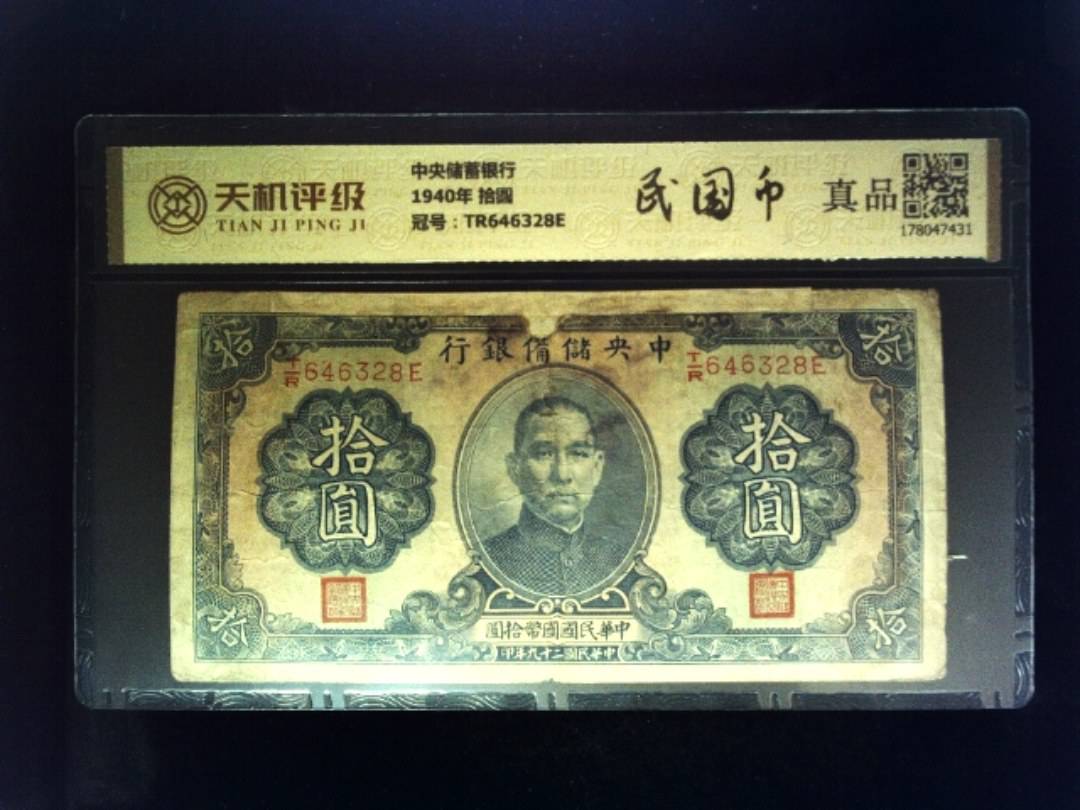 天机评级
TIAN JI PING JI
中央储蓄银行
1940年 拾圆
冠号：TR646328E
民国币
真品
178047431
行銀備儲央中
T/R 646328E
T/R 646328E
拾
拾
拾圓
拾圓
圓拾幣國國民華中
印年九十二國民華中
拾
拾